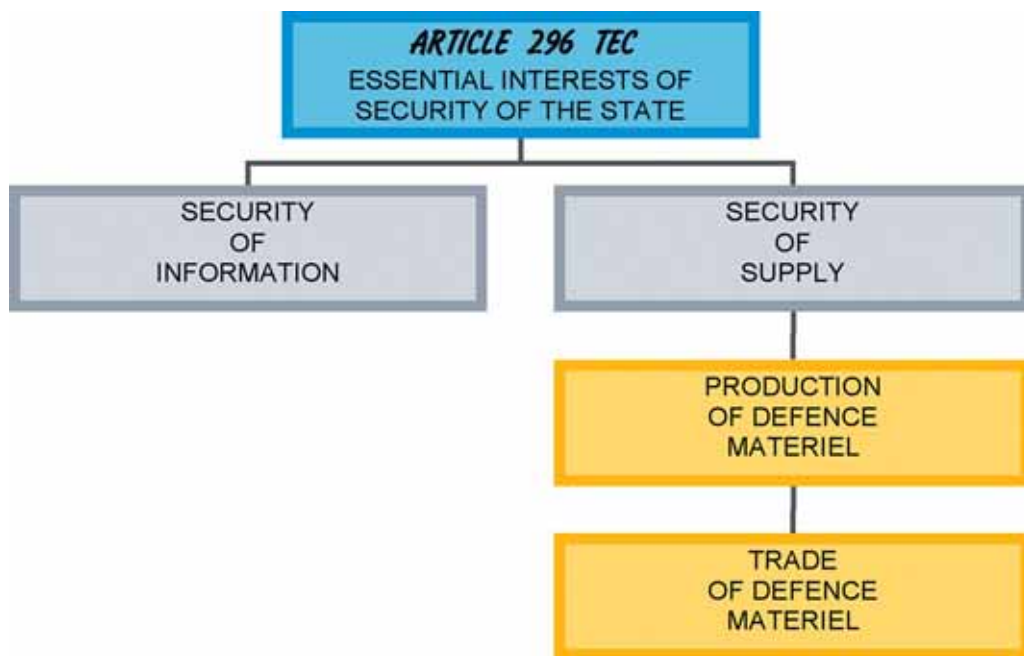 ARTICLE 296 TEC
ESSENTIAL INTERESTS OF
SECURITY OF THE STATE
SECURITY
OF
INFORMATION
SECURITY
OF
SUPPLY
PRODUCTION
OF DEFENCE
MATERIEL
TRADE
OF DEFENCE
MATERIEL